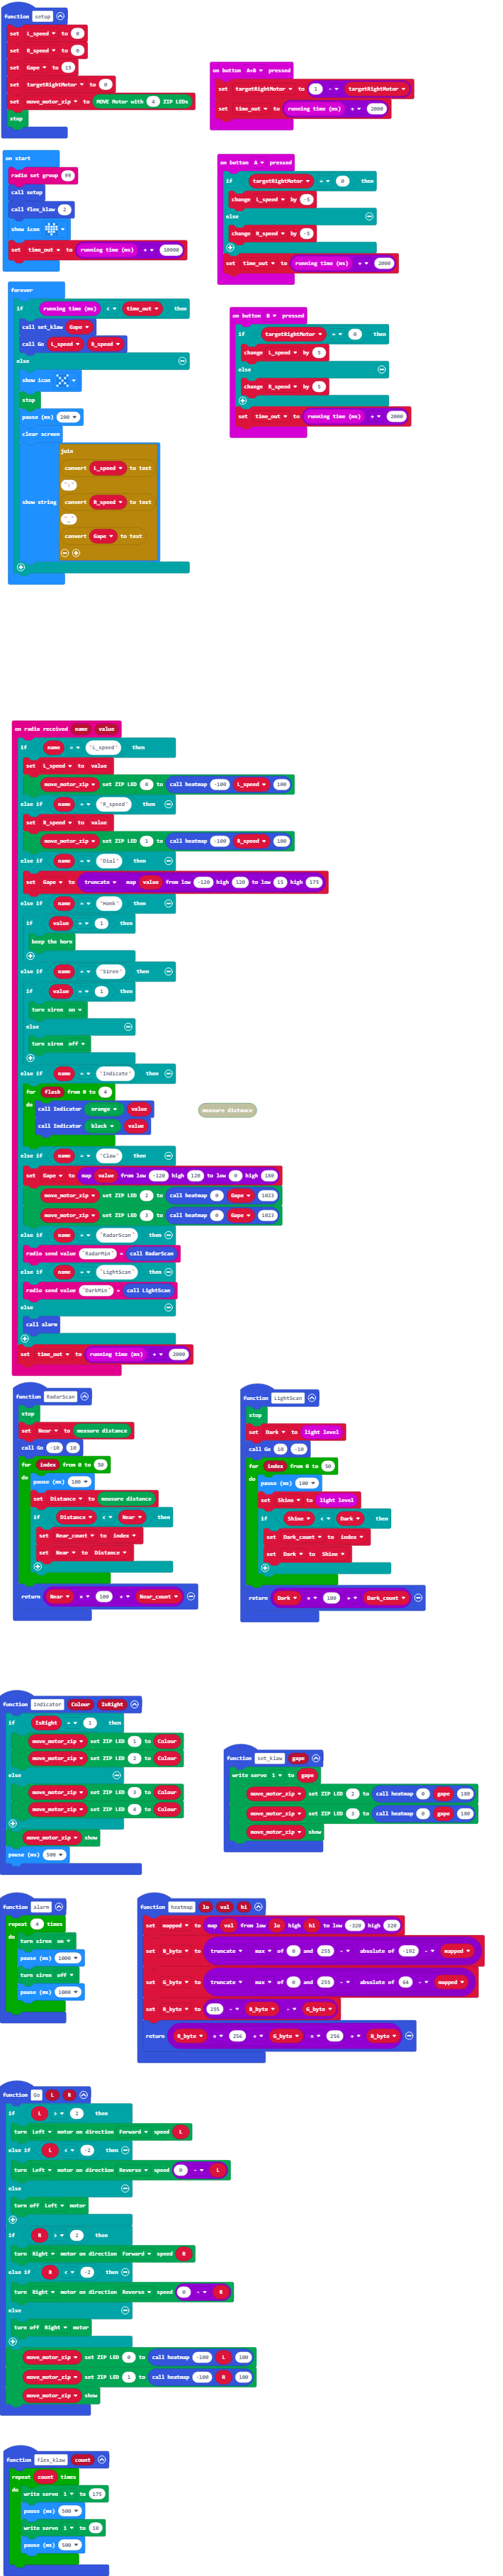 function setup
set L_speed to 0
set R_speed to 0
set Gape to 15
set targetRightMotor to 0
set move_motor_zip to MOVE Motor with 4 ZIP LEDs
stop
on button A+B pressed
set targetRightMotor to 1 - targetRightMotor
set time_out to running time (ms) + 2000
on start
radio set group 99
call setup
call flex_klaw 2
show icon
set time_out to running time (ms) + 10000
on button A pressed
if targetRightMotor = 0 then
change L_speed by -5
else
change R_speed by -5
set time_out to running time (ms) + 2000
forever
if running time (ms) < time_out then
call set_klaw Gape
call Go L_speed R_speed
else
show icon
stop
pause (ms) 200
clear screen
show string
join
convert L_speed to text
":"
convert R_speed to text
"_"
convert Gape to text
on button B pressed
if targetRightMotor = 0 then
change L_speed by 5
else
change R_speed by 5
set time_out to running time (ms) + 2000
on radio received name value
if name = "L_speed" then
set L_speed to value
move_motor_zip set ZIP LED 0 to call heatmap -100 L_speed 100
else if name = "R_speed" then
set R_speed to value
move_motor_zip set ZIP LED 1 to call heatmap -100 R_speed 100
else if name = "Dial" then
set Gape to truncate map value from low -120 high 120 to low 15 high 175
else if name = "Honk" then
if value = 1 then
beep the horn
else if name = "Siren" then
if value = 1 then
turn siren on
else
turn siren off
else if name = "Indicate" then
for flash from 0 to 4
do call Indicator orange value
call Indicator black value
measure distance
else if name = "Claw" then
set Gape to map value from low -120 high 120 to low 0 high 180
move_motor_zip set ZIP LED 2 to call heatmap 0 Gape 1023
move_motor_zip set ZIP LED 3 to call heatmap 0 Gape 1023
else if name = "RadarScan" then
radio send value "RadarMin" = call RadarScan
else if name = "LightScan" then
radio send value "DarkMin" = call LightScan
else
call alarm
set time_out to running time (ms) + 2000
function RadarScan
stop
set Near to measure distance
call Go -10 10
for index from 0 to 50
do pause (ms) 100
set Distance to measure distance
if Distance < Near then
set Near_count to index
set Near to Distance
return Near × 100 + Near_count
function LightScan
stop
set Dark to light level
call Go 10 -10
for index from 0 to 50
do pause (ms) 100
set Shine to light level
if Shine < Dark then
set Dark_count to index
set Dark to Shine
return Dark × 100 + Dark_count
function Indicator Colour IsRight
if IsRight = 1 then
move_motor_zip set ZIP LED 1 to Colour
move_motor_zip set ZIP LED 2 to Colour
else
move_motor_zip set ZIP LED 3 to Colour
move_motor_zip set ZIP LED 4 to Colour
move_motor_zip show
pause (ms) 500
function set_klaw gape
write servo 1 to gape
move_motor_zip set ZIP LED 2 to call heatmap 0 gape 180
move_motor_zip set ZIP LED 3 to call heatmap 0 gape 180
move_motor_zip show
function alarm
repeat 4 times
do turn siren on
pause (ms) 1000
turn siren off
pause (ms) 1000
function heatmap lo val hi
set mapped to map val from low lo high hi to low -320 high 320
set B_byte to truncate max of 0 and 255 - absolute of -192 - mapped
set G_byte to truncate max of 0 and 255 - absolute of 64 - mapped
set R_byte to 255 - B_byte - G_byte
return R_byte × 256 + G_byte × 256 + B_byte
function Go L R
if L > 2 then
turn Left motor on direction Forward speed L
else if L < -2 then
turn Left motor on direction Reverse speed 0 - L
else
turn off Left motor
if R > 2 then
turn Right motor on direction Forward speed R
else if R < -2 then
turn Right motor on direction Reverse speed 0 - R
else
turn off Right motor
move_motor_zip set ZIP LED 0 to call heatmap -100 L 100
move_motor_zip set ZIP LED 1 to call heatmap -100 R 100
move_motor_zip show
function flex_klaw count
repeat count times
do write servo 1 to 175
pause (ms) 500
write servo 1 to 10
pause (ms) 500